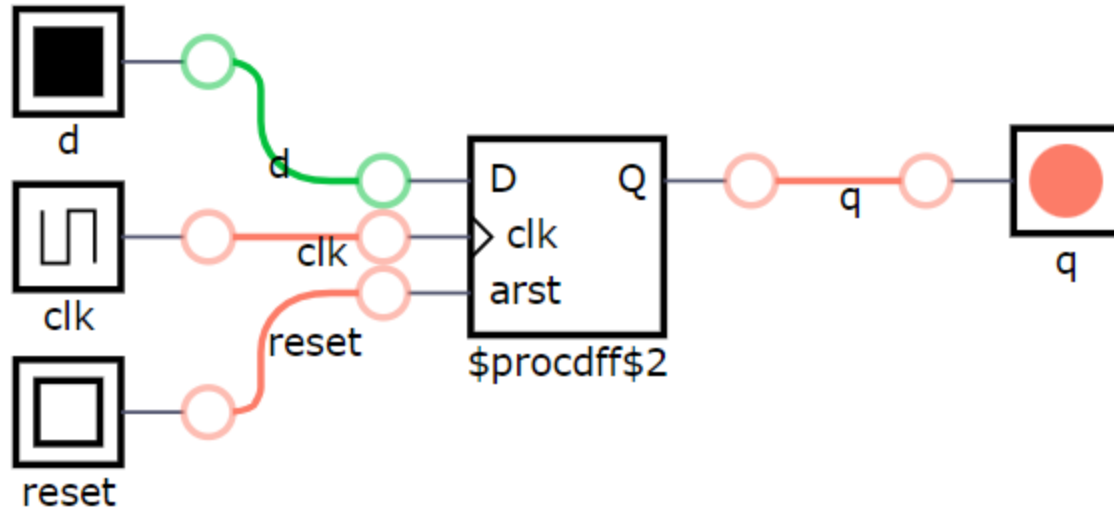 d
d
D
Q
q
clk
clk
clk
q
arst
reset
$procdff$2
reset